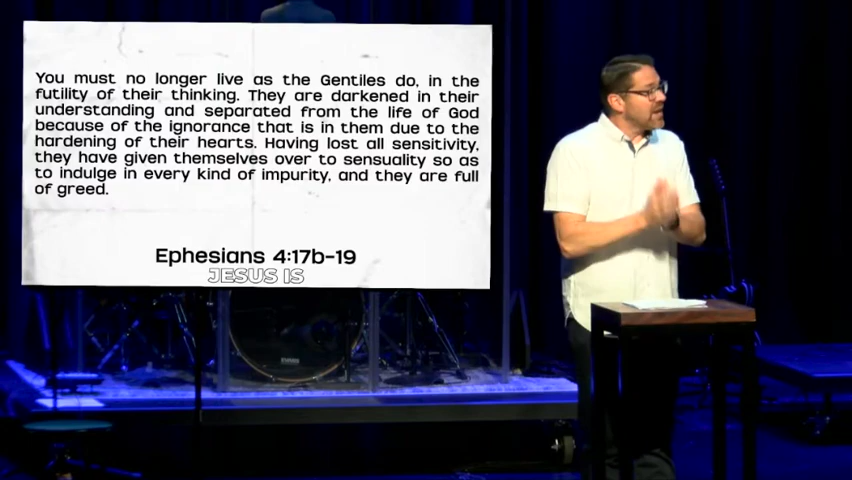 You must no longer live as the Gentiles do, in the
futility of their thinking. They are darkened in their
understanding and separated from the life of God
because of the ignorance that is in them due to the
hardening of their hearts. Having lost all sensitivity,
they have given themselves over to sensuality so as
to indulge in every kind of impurity, and they are full
of greed.
Ephesians 4:17b-19
JESUS IS